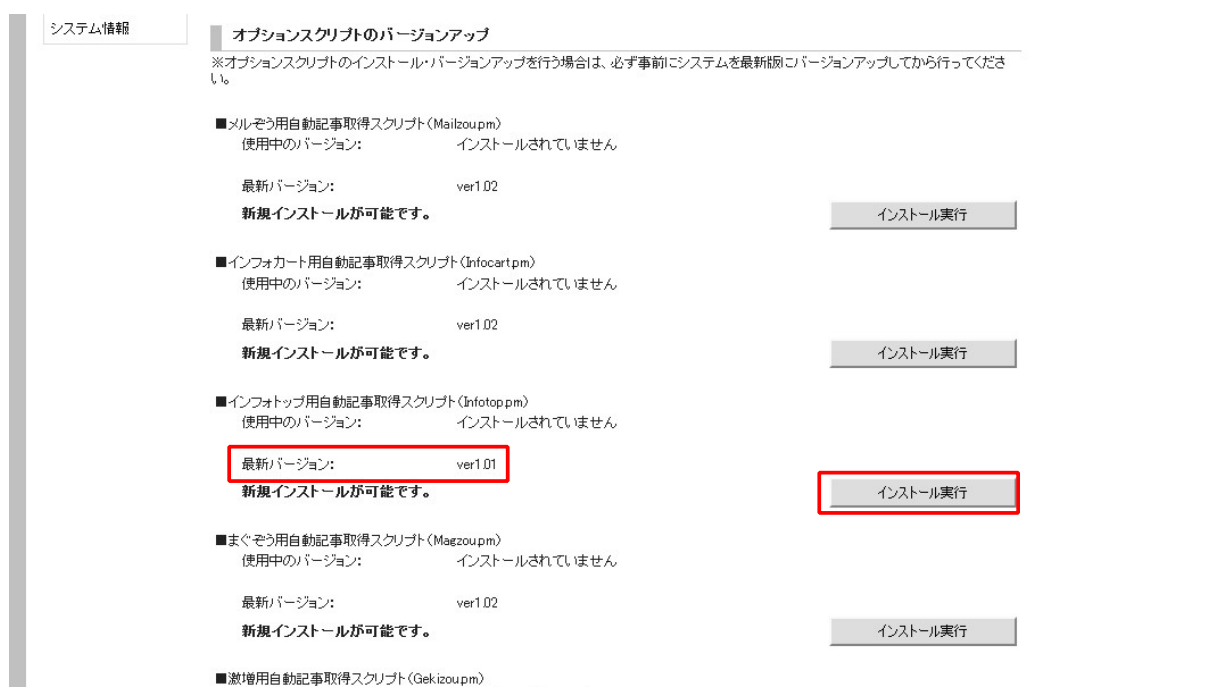 システム情報
オプションスクリプトのバージョンアップ
※オプションスクリプトのインストール・バージョンアップを行う場合は、必ず事前にシステムを最新版にバージョンアップしてから行ってくださ
い。
■メルぞう用自動記事取得スクリプト(Mailzou.pm)
使用中のバージョン: インストールされていません
最新バージョン: ver1.02
新規インストールが可能です。 インストール実行
■インフォカート用自動記事取得スクリプト(Infocart.pm)
使用中のバージョン: インストールされていません
最新バージョン: ver1.02
新規インストールが可能です。 インストール実行
■インフォトップ用自動記事取得スクリプト(Infotop.pm)
使用中のバージョン: インストールされていません
最新バージョン: ver1.01
新規インストールが可能です。 インストール実行
■まぐぞう用自動記事取得スクリプト(Magzou.pm)
使用中のバージョン: インストールされていません
最新バージョン: ver1.02
新規インストールが可能です。 インストール実行
■激増用自動記事取得スクリプト(Gekizou.pm)